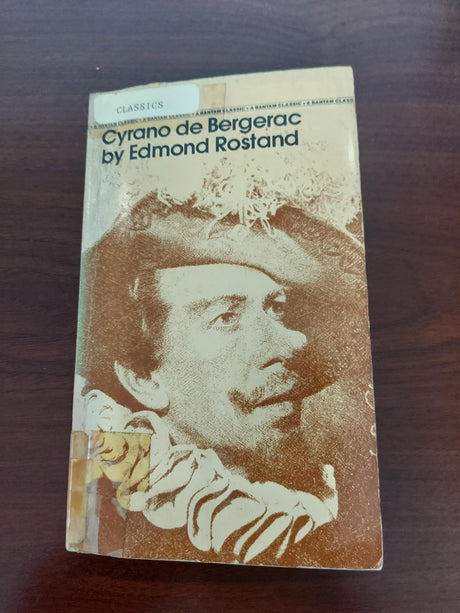 CLASSICS
• A BANTAM CLASSIC • A BANTAM CLASSIC • A BANTAM CLASSIC • A BANTAM CLASS
Cyrano de Bergerac
by Edmond Rostand